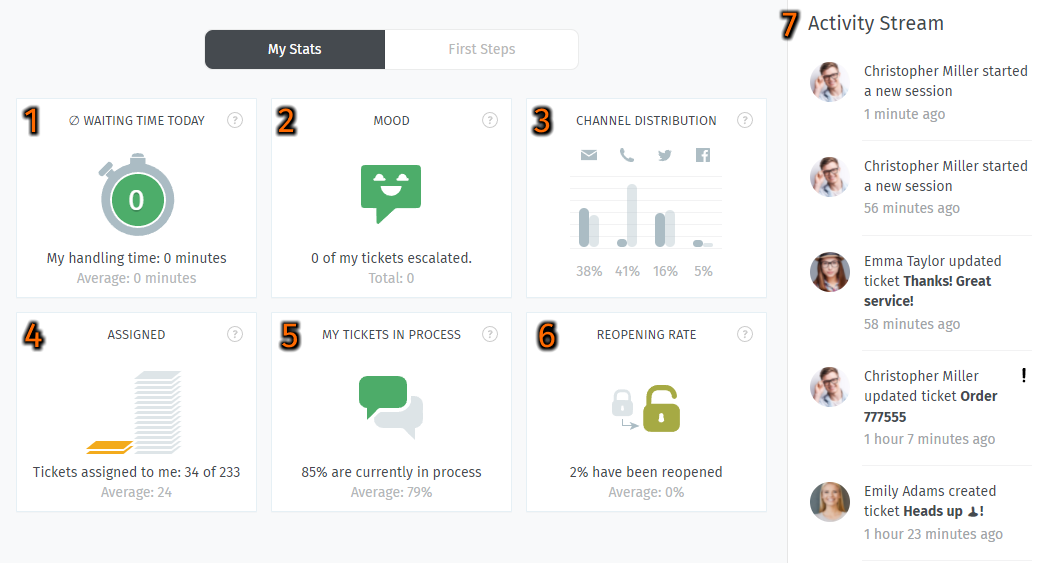 My Stats
First Steps
1
∅ WAITING TIME TODAY
?
0
My handling time: 0 minutes
Average: 0 minutes
2
MOOD
?
0 of my tickets escalated.
Total: 0
3
CHANNEL DISTRIBUTION
?
38% 41% 16% 5%
4
ASSIGNED
?
Tickets assigned to me: 34 of 233
Average: 24
5
MY TICKETS IN PROCESS
?
85% are currently in process
Average: 79%
6
REOPENING RATE
?
2% have been reopened
Average: 0%
7
Activity Stream
Christopher Miller started
a new session
1 minute ago
Christopher Miller started
a new session
56 minutes ago
Emma Taylor updated
ticket Thanks! Great
service!
58 minutes ago
Christopher Miller
!
updated ticket Order
777555
1 hour 7 minutes ago
Emily Adams created
ticket Heads up !
1 hour 23 minutes ago